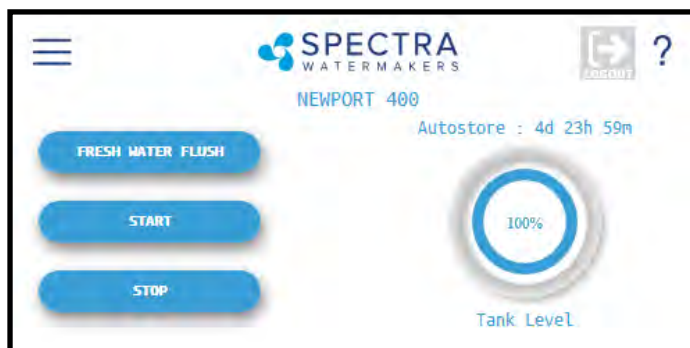 SPECTRA
WATERMAKERS
LOGOUT
?
NEWPORT 400
Autostore : 4d 23h 59m
FRESH WATER FLUSH
START
100%
STOP
Tank Level